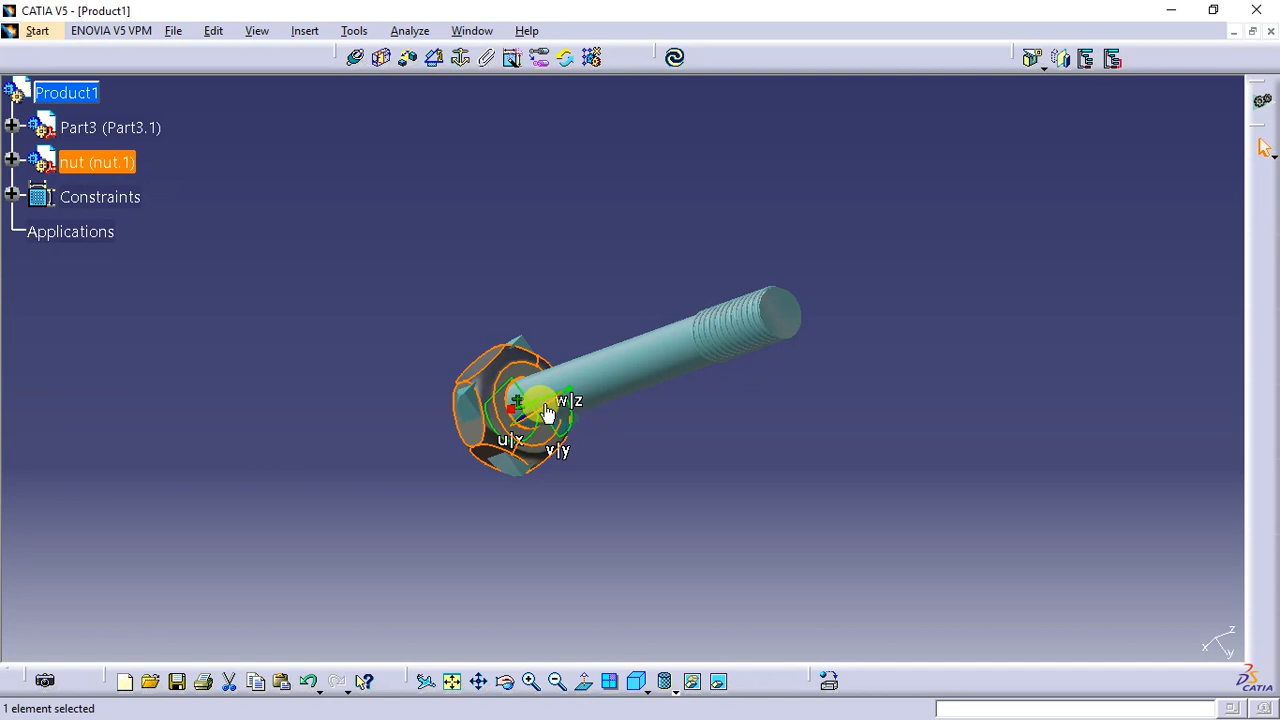 CATIA V5 - [Product1]
Start ENOVIA V5 VPM File Edit View Insert Tools Analyze Window Help
Product1
Part3 (Part3.1)
nut (nut.1)
Constraints
Applications
w|z
u|x
v|y
z
x
y
CATIA
1 element selected